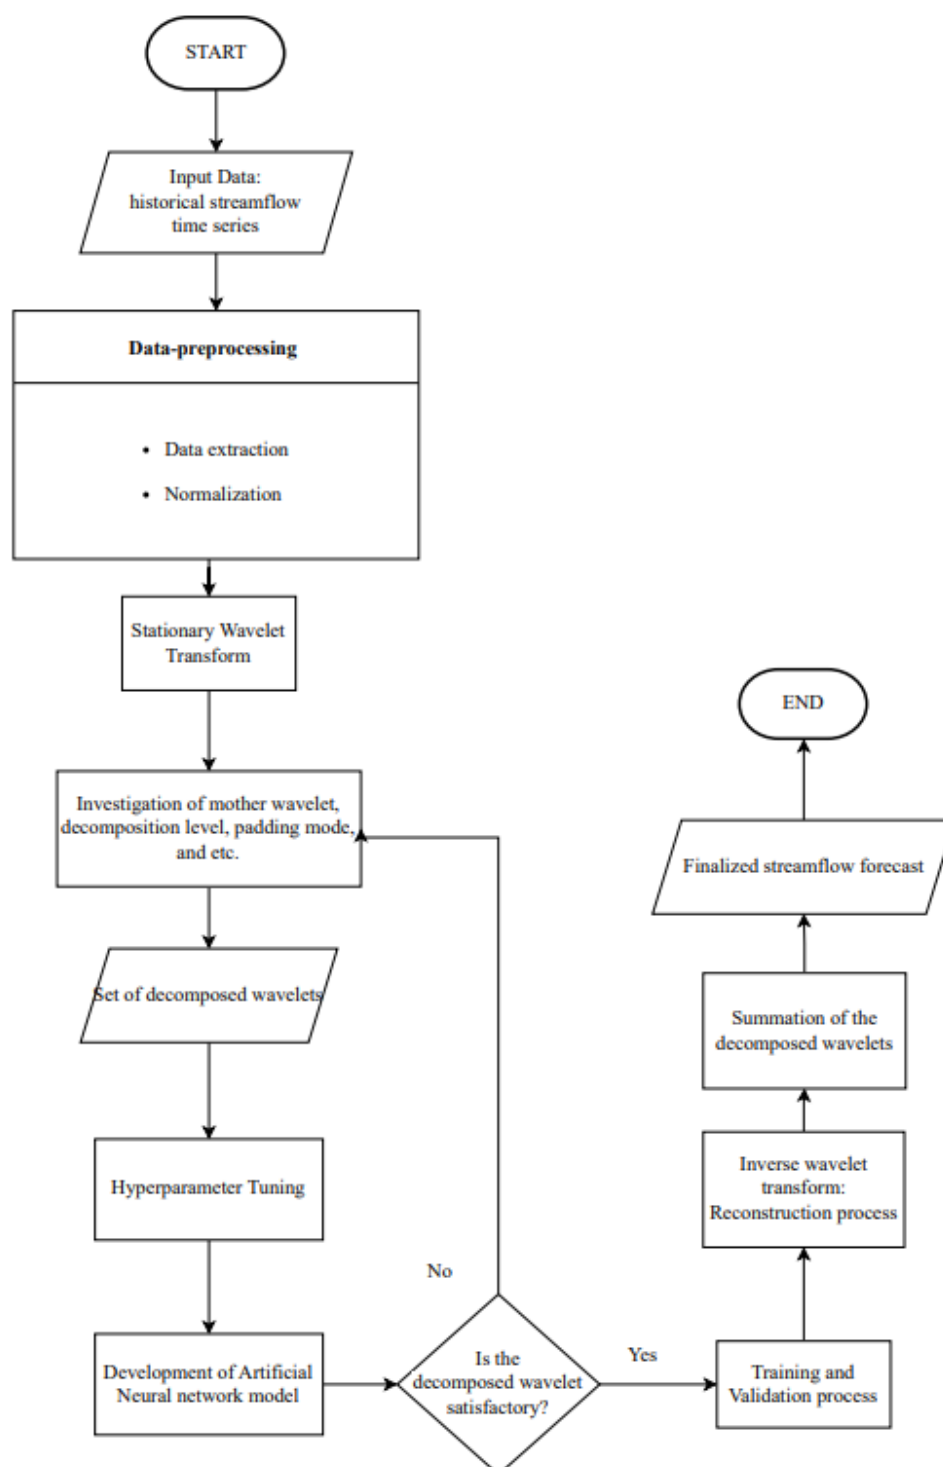 START
Input Data:
historical streamflow
time series
Data-preprocessing
• Data extraction
• Normalization
Stationary Wavelet
Transform
Investigation of mother wavelet,
decomposition level, padding mode,
and etc.
Set of decomposed wavelets
Hyperparameter Tuning
Development of Artificial
Neural network model
No
Is the
decomposed wavelet
satisfactory?
Yes
Training and
Validation process
Inverse wavelet
transform:
Reconstruction process
Summation of the
decomposed wavelets
Finalized streamflow forecast
END